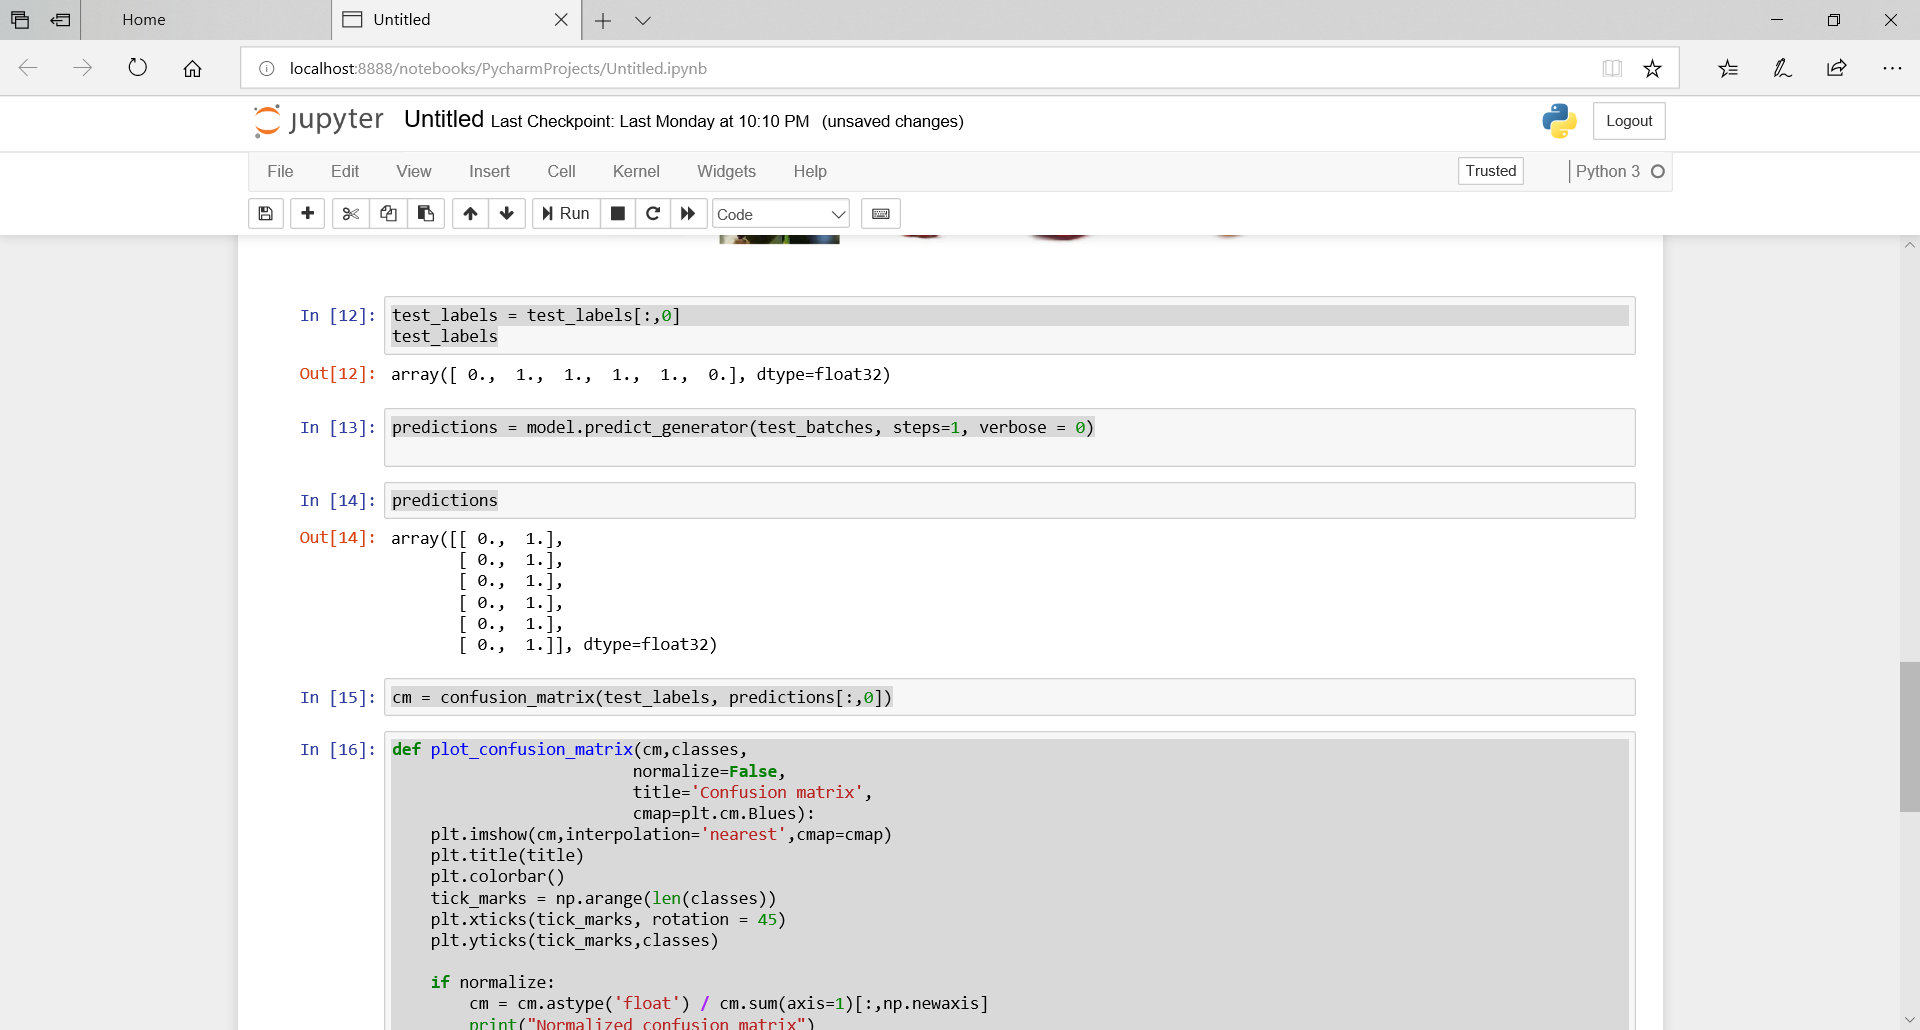 Home
Untitled
localhost:8888/notebooks/PycharmProjects/Untitled.ipynb
jupyter Untitled Last Checkpoint: Last Monday at 10:10 PM (unsaved changes)
Logout
File Edit View Insert Cell Kernel Widgets Help
Trusted
Python 3
Run
Code
In [12]: test_labels = test_labels[:,0]
test_labels
Out[12]: array([ 0.,  1.,  1.,  1.,  1.,  0.], dtype=float32)
In [13]: predictions = model.predict_generator(test_batches, steps=1, verbose = 0)
In [14]: predictions
Out[14]: array([[ 0.,  1.],
[ 0.,  1.],
[ 0.,  1.],
[ 0.,  1.],
[ 0.,  1.],
[ 0.,  1.]], dtype=float32)
In [15]: cm = confusion_matrix(test_labels, predictions[:,0])
In [16]: def plot_confusion_matrix(cm,classes,
normalize=False,
title='Confusion matrix',
cmap=plt.cm.Blues):
plt.imshow(cm,interpolation='nearest',cmap=cmap)
plt.title(title)
plt.colorbar()
tick_marks = np.arange(len(classes))
plt.xticks(tick_marks, rotation = 45)
plt.yticks(tick_marks,classes)
if normalize:
cm = cm.astype('float') / cm.sum(axis=1)[:,np.newaxis]
print("Normalized confusion matrix")